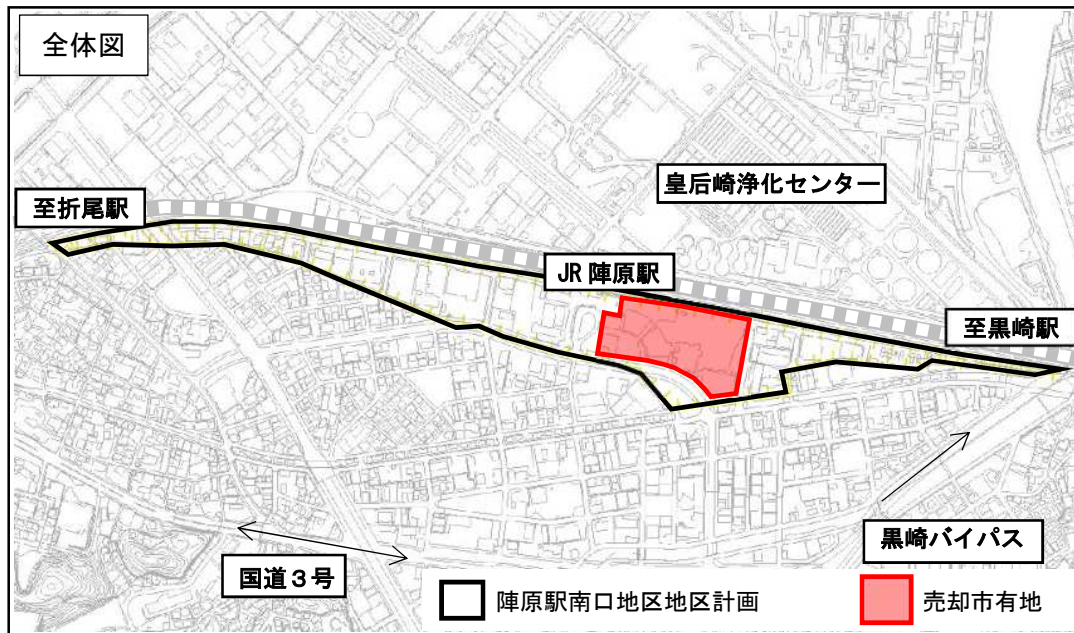 全体図
皇后崎浄化センター
至折尾駅
JR 陣原駅
至黒崎駅
黒崎バイパス
国道３号
陣原駅南口地区地区計画
売却市有地